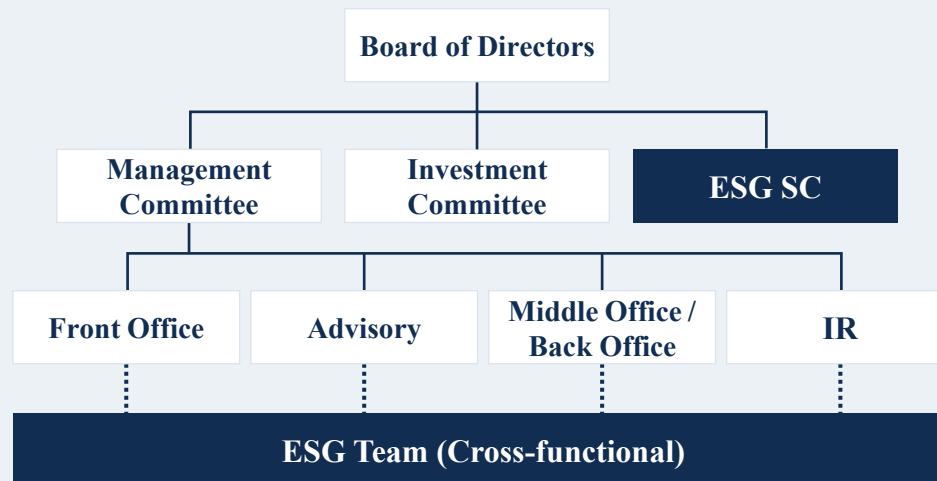 Board of Directors
Management
Committee
Investment
Committee
ESG SC
Front Office
Advisory
Middle Office /
Back Office
IR
ESG Team (Cross-functional)